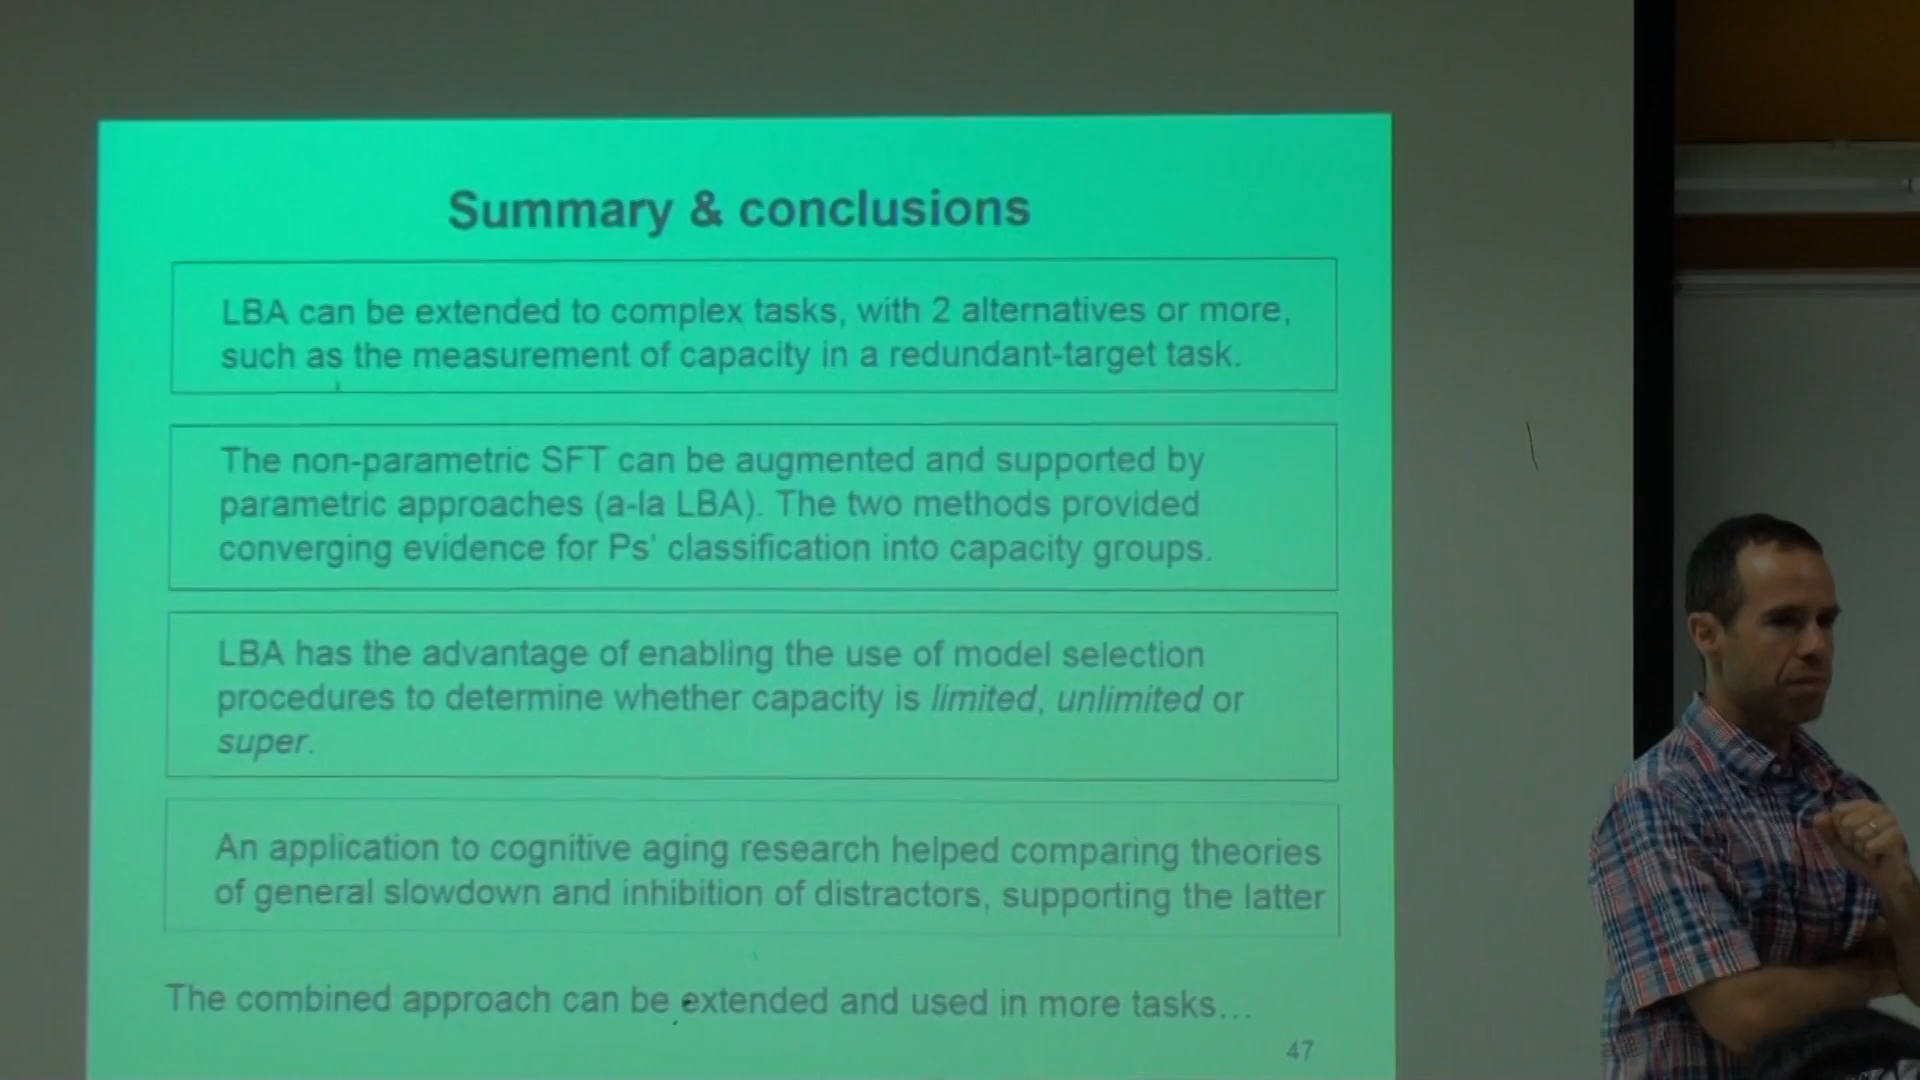 Summary & conclusions
LBA can be extended to complex tasks, with 2 alternatives or more,
such as the measurement of capacity in a redundant-target task.
The non-parametric SFT can be augmented and supported by
parametric approaches (a-la LBA). The two methods provided
converging evidence for Ps' classification into capacity groups.
LBA has the advantage of enabling the use of model selection
procedures to determine whether capacity is limited, unlimited or
super.
An application to cognitive aging research helped comparing theories
of general slowdown and inhibition of distractors, supporting the latter
The combined approach can be extended and used in more tasks…
47